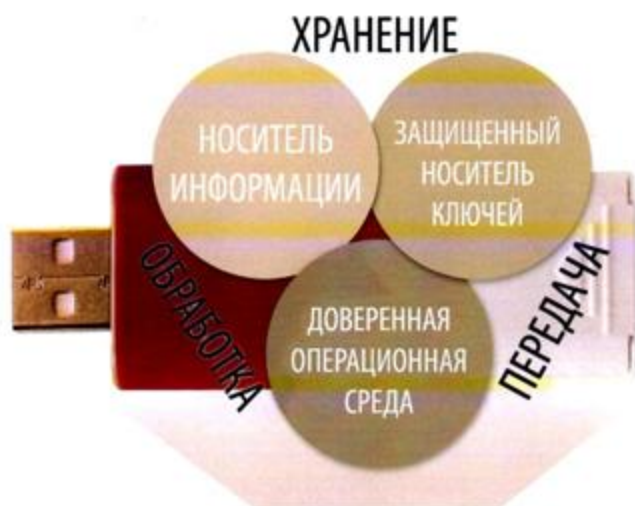 ХРАНЕНИЕ
НОСИТЕЛЬ
ИНФОРМАЦИИ
ЗАЩИЩЕННЫЙ
НОСИТЕЛЬ
КЛЮЧЕЙ
ОБРАБОТКА
ДОВЕРЕННАЯ
ОПЕРАЦИОННАЯ
СРЕДА
ПЕРЕДАЧА